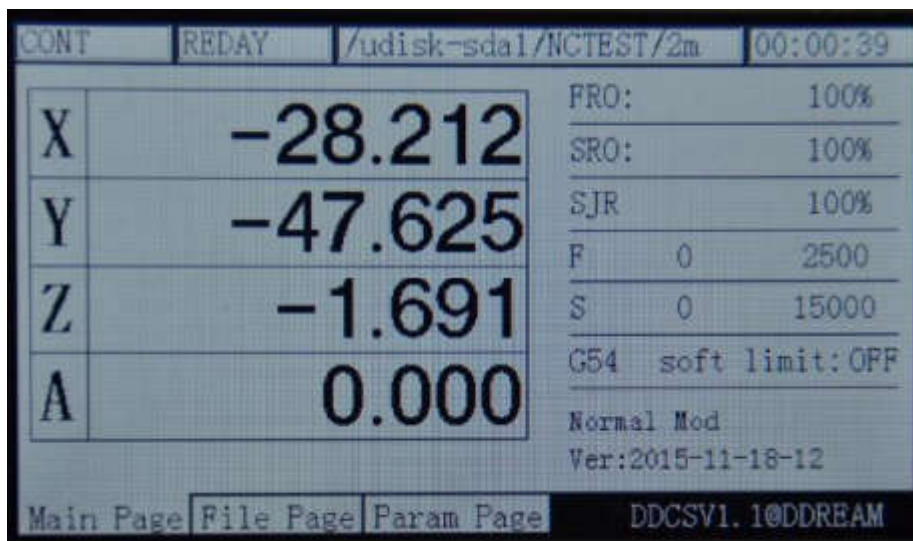 CONT REDAY /udisk-sda1/NCTEST/2m 00:00:39
X -28.212
Y -47.625
Z -1.691
A 0.000
FRO: 100%
SRO: 100%
SJR 100%
F 0 2500
S 0 15000
G54 soft limit:OFF
Normal Mod
Ver:2015-11-18-12
Main Page File Page Param Page DDCSV1.1@DDREAM